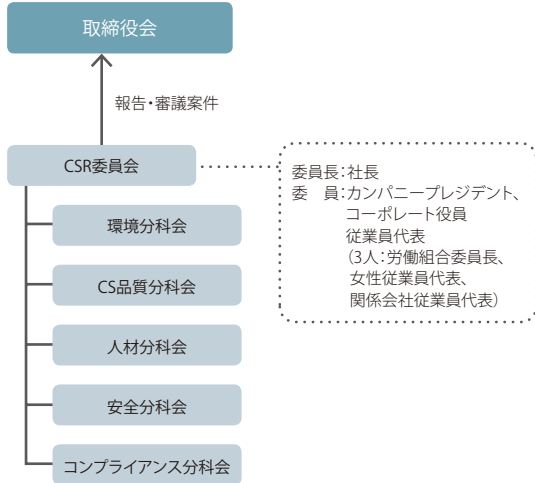 取締役会
報告・審議案件
CSR委員会
委員長：社長
委　員：カンパニープレジデント、
コーポレート役員
従業員代表
（3人：労働組合委員長、
女性従業員代表、
関係会社従業員代表）
環境分科会
CS品質分科会
人材分科会
安全分科会
コンプライアンス分科会